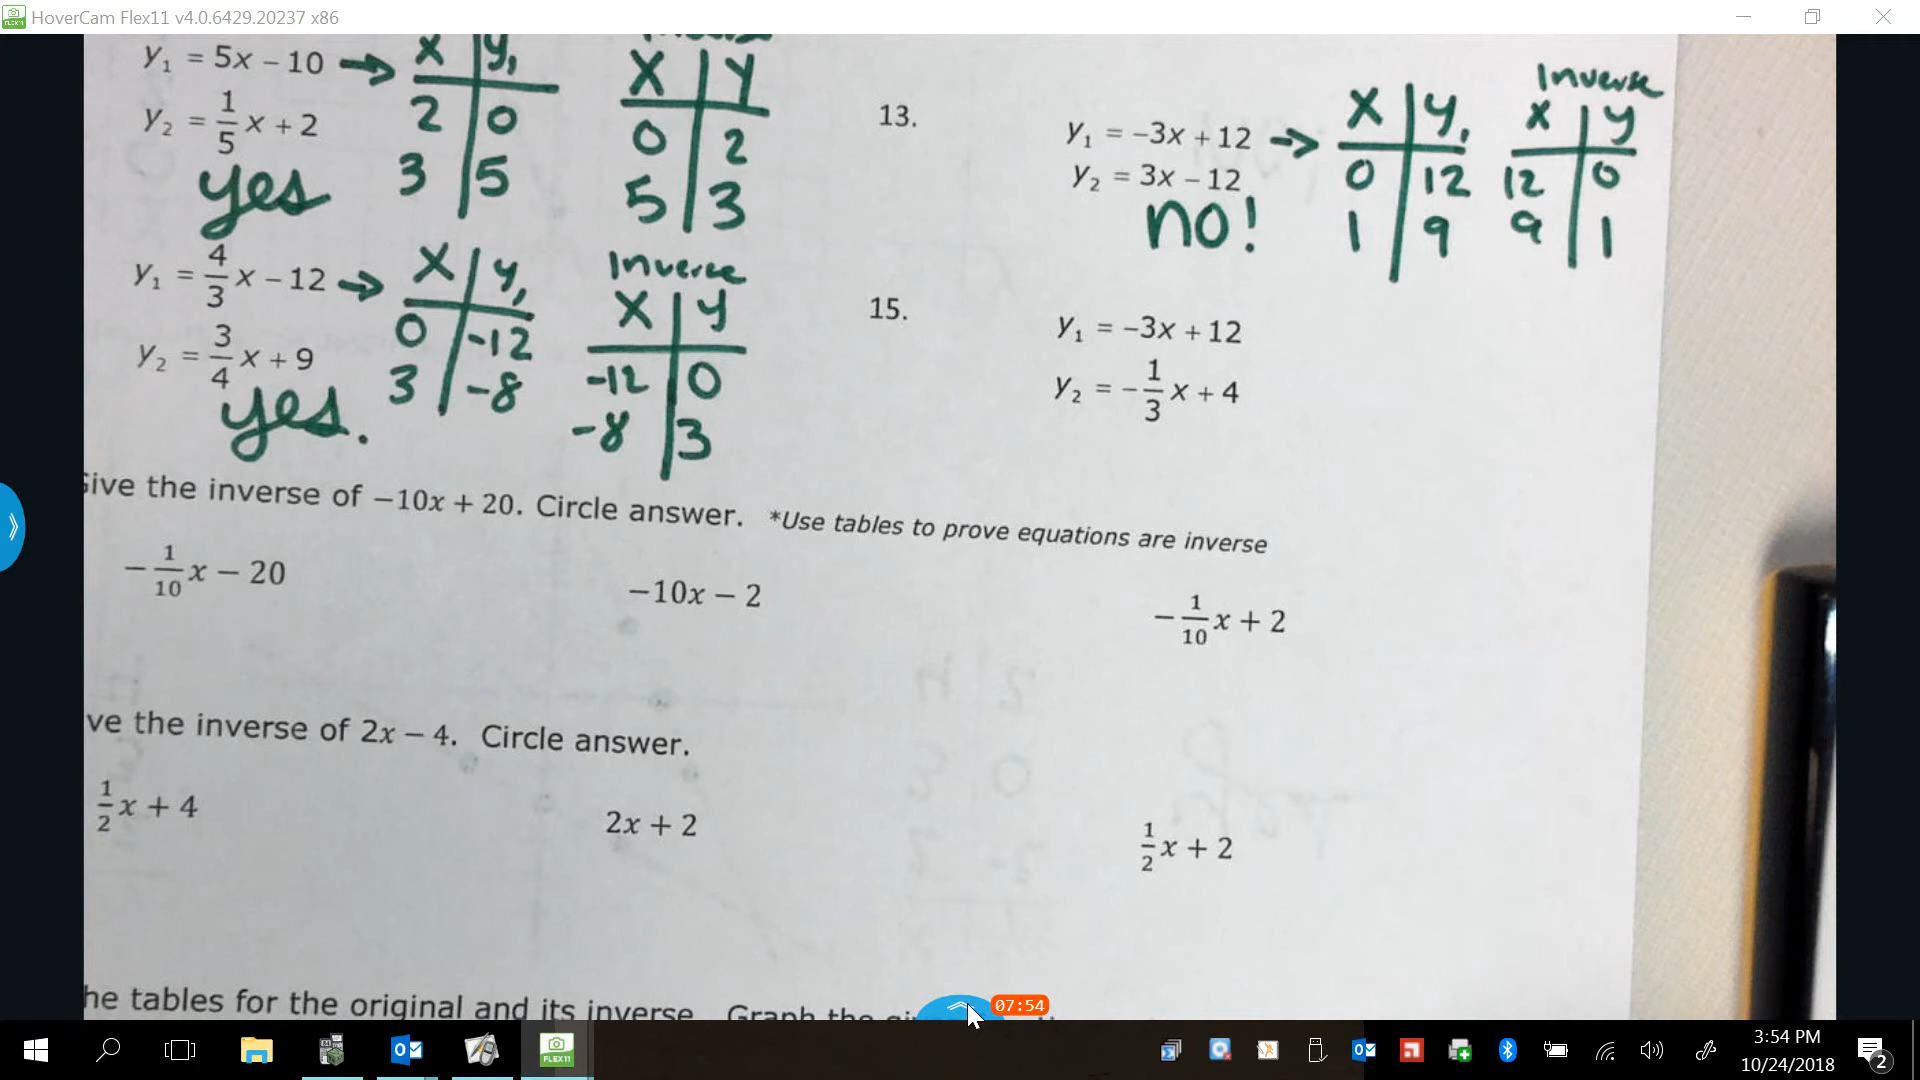 HoverCam Flex11 v4.0.6429.20237 x86
y₁ = 5x − 10 → x | y₁
x | y
y₂ = 1/5 x + 2
2 | 0
0 | 2
yes
3 | 5
5 | 3
y₁ = 4/3 x − 12 → x | y₁
Inverse
x | y
y₂ = 3/4 x + 9
0 | -12
-12 | 0
yes.
3 | -8
-8 | 3
13.
y₁ = −3x + 12 → x | y₁
Inverse
x | y
y₂ = 3x − 12
0 | 12
12 | 0
no!
1 | 9
9 | 1
15.
y₁ = −3x + 12
y₂ = −1/3 x + 4
Give the inverse of −10x + 20. Circle answer. *Use tables to prove equations are inverse
−1/10 x − 20
−10x − 2
−1/10 x + 2
ve the inverse of 2x − 4. Circle answer.
1/2 x + 4
2x + 2
1/2 x + 2
he tables for the original and its inverse. Graph the
07:54
FLEX11
3:54 PM
10/24/2018
2